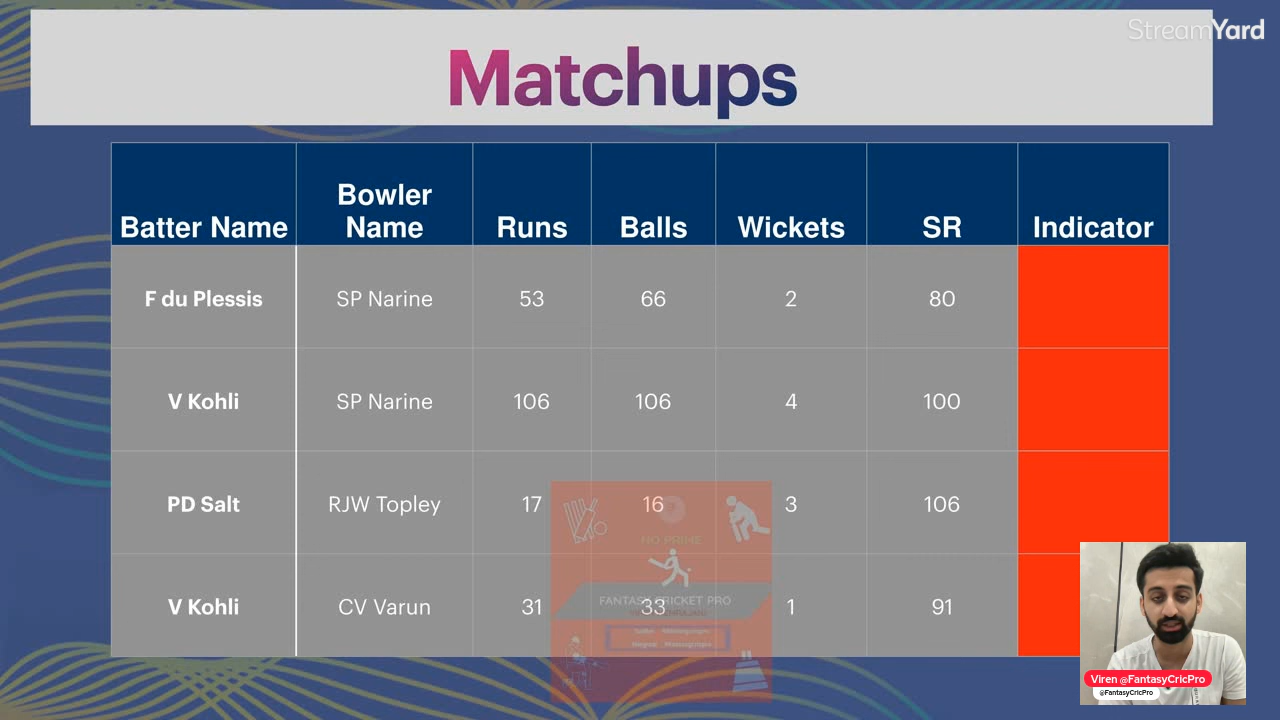 StreamYard
Matchups
Batter Name Bowler Name Runs Balls Wickets SR Indicator
F du Plessis SP Narine 53 66 2 80
V Kohli SP Narine 106 106 4 100
PD Salt RJW Topley 17 16 3 106
NO PRIME
FANTASY CRICKET PRO
V Kohli CV Varun 31 33 1 91
Viren @FantasyCricPro
@FantasyCricPro